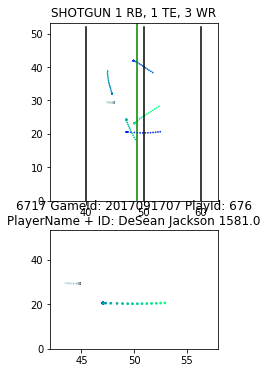 SHOTGUN 1 RB, 1 TE, 3 WR
50
40
30
20
10
0
40 50 60
6717 GameId: 2017091707 PlayId: 676
PlayerName + ID: DeSean Jackson 1581.0
40
20
0
45 50 55